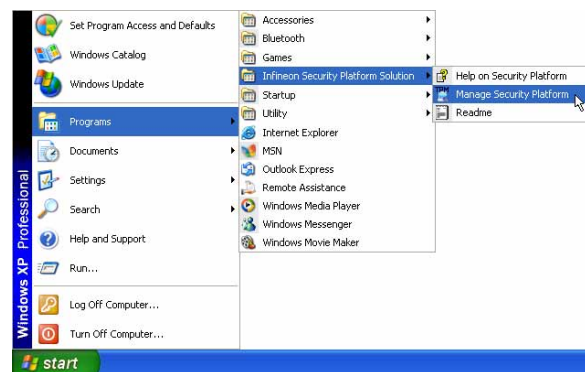 Set Program Access and Defaults
Windows Catalog
Windows Update
Programs
Documents
Settings
Search
Help and Support
Run...
Log Off Computer...
Turn Off Computer...
Windows XP Professional
start
Accessories
Bluetooth
Games
Infineon Security Platform Solution
Startup
Utility
Internet Explorer
MSN
Outlook Express
Remote Assistance
Windows Media Player
Windows Messenger
Windows Movie Maker
Help on Security Platform
TPM
Manage Security Platform
Readme